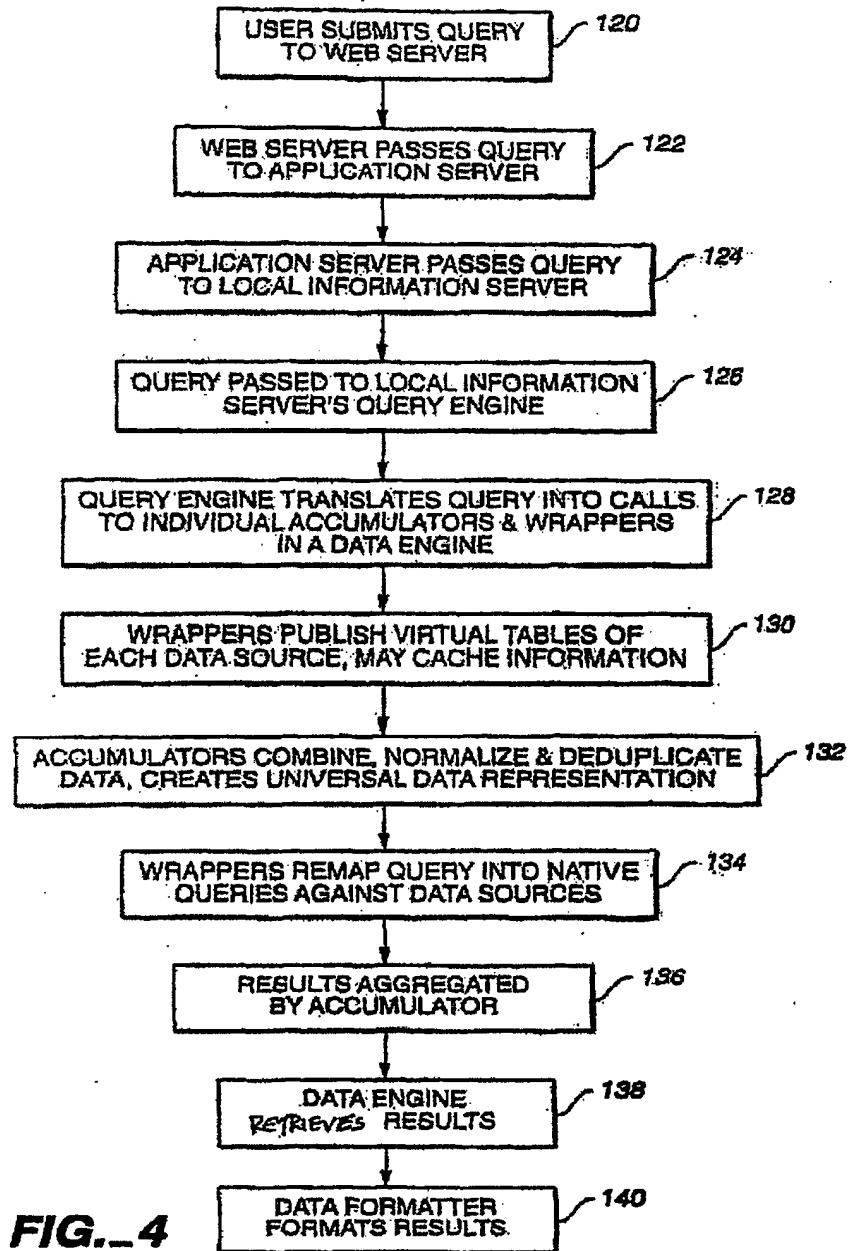 USER SUBMITS QUERY
TO WEB SERVER
120
WEB SERVER PASSES QUERY
TO APPLICATION SERVER
122
APPLICATION SERVER PASSES QUERY
TO LOCAL INFORMATION SERVER
124
QUERY PASSED TO LOCAL INFORMATION
SERVER'S QUERY ENGINE
126
QUERY ENGINE TRANSLATES QUERY INTO CALLS
TO INDIVIDUAL ACCUMULATORS & WRAPPERS
IN A DATA ENGINE
128
WRAPPERS PUBLISH VIRTUAL TABLES OF
EACH DATA SOURCE, MAY CACHE INFORMATION
130
ACCUMULATORS COMBINE, NORMALIZE & DEDUPLICATE
DATA, CREATES UNIVERSAL DATA REPRESENTATION
132
WRAPPERS REMAP QUERY INTO NATIVE
QUERIES AGAINST DATA SOURCES
134
RESULTS AGGREGATED
BY ACCUMULATOR
136
DATA ENGINE
RETRIEVES RESULTS
138
DATA FORMATTER
FORMATS RESULTS
140
FIG._4